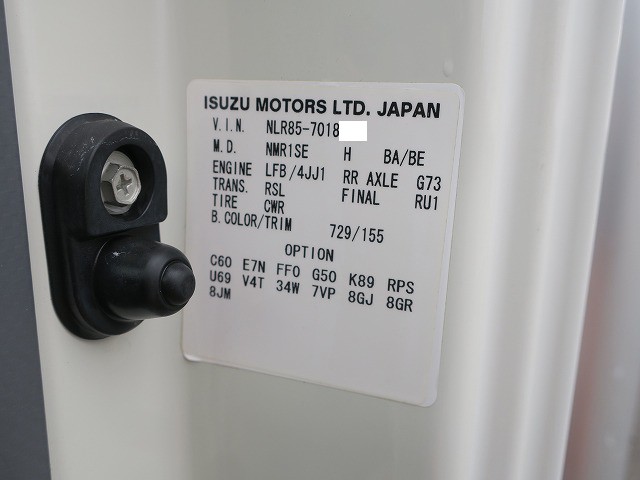 ISUZU MOTORS LTD. JAPAN
V.I.N. NLR85-7018
M.D. NMR1SE H BA/BE
ENGINE LFB/4JJ1 RR AXLE G73
TRANS. RSL FINAL RU1
TIRE CWR
B.COLOR/TRIM 729/155
OPTION
C60 E7N FF0 G50 K89 RPS
U69 V4T 34W 7VP 8GJ 8GR
8JM